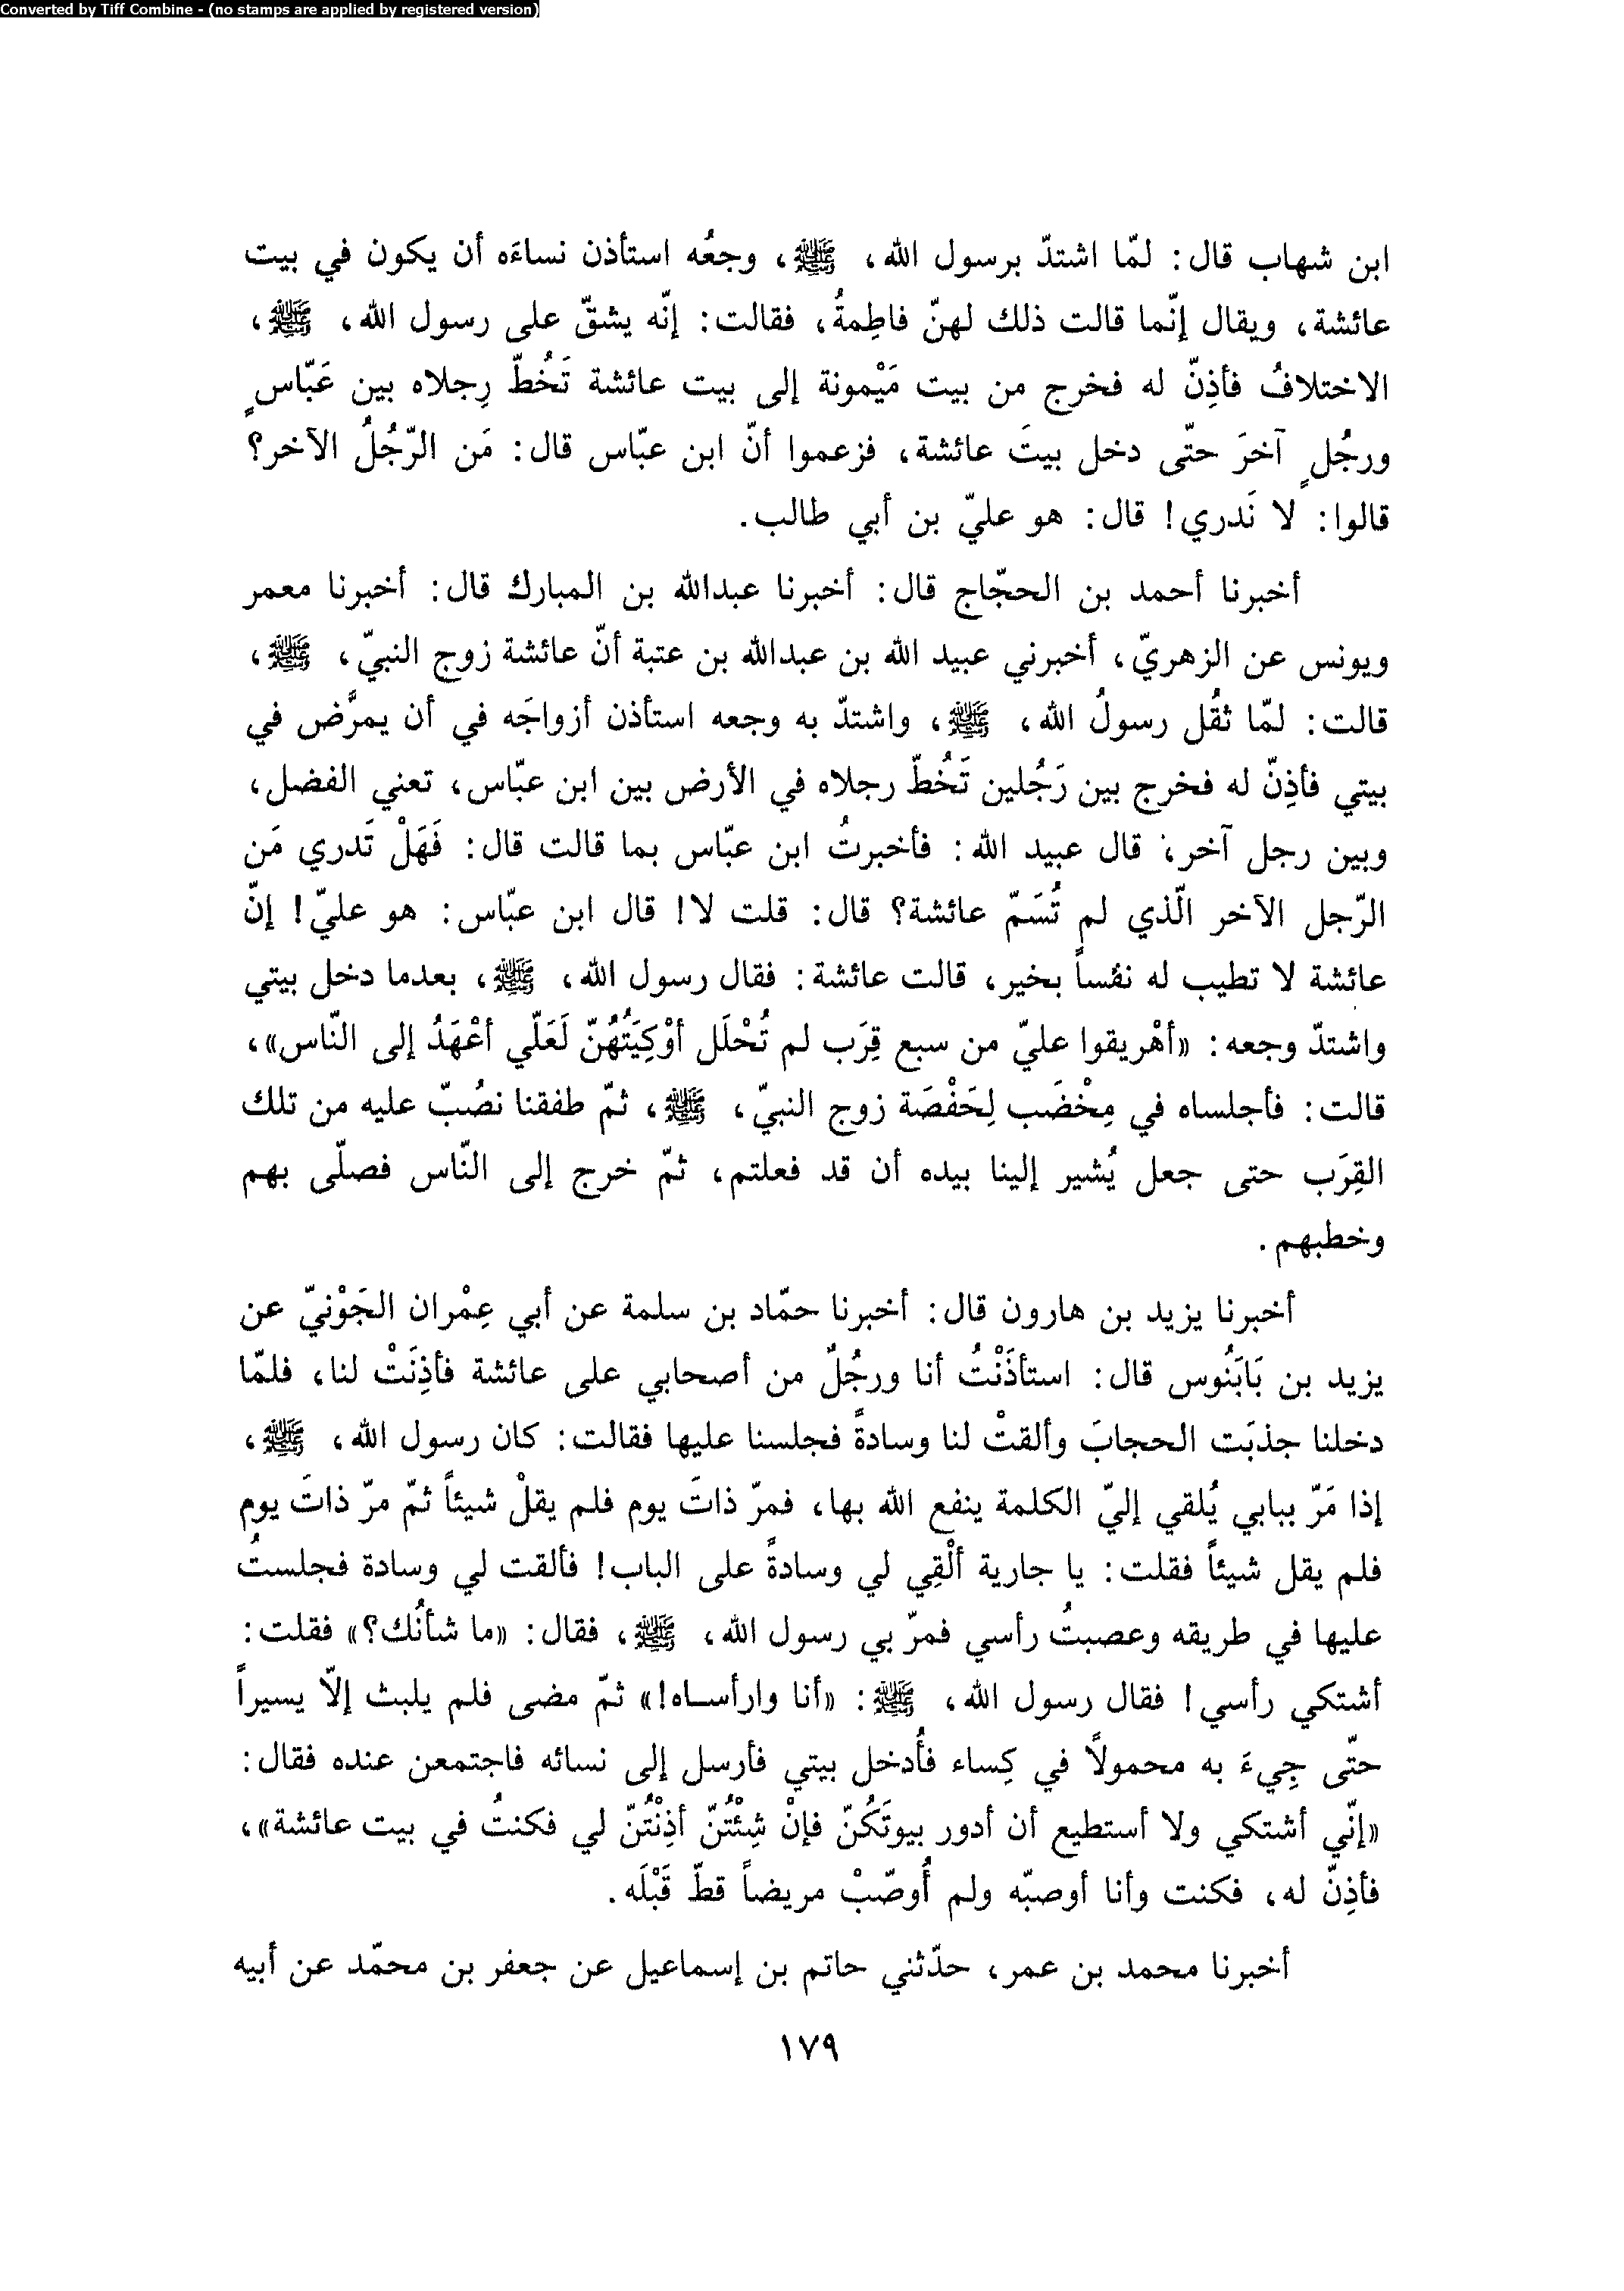 Converted by Tiff Combine - (no stamps are applied by registered version)
ابن شهاب قال: لمّا اشتدّ برسول الله، ﷺ، وجعُه استأذن نساءَه أن يكون في بيت
عائشة، ويقال إنّما قالت ذلك لهنّ فاطِمةُ، فقالت: إنّه يشقّ على رسول الله، ﷺ،
الاختلافُ فأذِنّ له فخرج من بيت مَيْمونة إلى بيت عائشة تَخُطّ رِجلاه بين عَبّاسٍ
ورجُلٍ آخرَ حتّى دخل بيتَ عائشة، فزعموا أنّ ابن عبّاس قال: مَن الرّجُلُ الآخر؟
قالوا: لا نَدري! قال: هو عليّ بن أبي طالب.
أخبرنا أحمد بن الحجّاج قال: أخبرنا عبدالله بن المبارك قال: أخبرنا معمر
ويونس عن الزهريّ، أخبرني عبيد الله بن عبدالله بن عتبة أنّ عائشة زوج النبيّ، ﷺ،
قالت: لمّا ثقُل رسولُ الله، ﷺ، واشتدّ به وجعه استأذن أزواجَه في أن يمرَّض في
بيتي فأذِنّ له فخرج بين رَجُلين تَخُطّ رجلاه في الأرض بين ابن عبّاس، تعني الفضل،
وبين رجل آخر، قال عبيد الله: فأخبرتُ ابن عبّاس بما قالت قال: فَهَلْ تَدري مَن
الرّجل الآخر الّذي لم تُسَمّ عائشة؟ قال: قلت لا! قال ابن عبّاس: هو عليّ! إنّ
عائشة لا تطيب له نفساً بخير، قالت عائشة: فقال رسول الله، ﷺ، بعدما دخل بيتي
واشتدّ وجعه: «أهْريقوا عليّ من سبع قِرَب لم تُحْلَل أوْكِيَتُهُنّ لَعَلّي أعْهَدُ إلى النّاس»،
قالت: فأجلسناه في مِخْضَب لِحَفْصَة زوج النبيّ، ﷺ، ثمّ طفقنا نصُبّ عليه من تلك
القِرَب حتى جعل يُشير إلينا بيده أن قد فعلتم، ثمّ خرج إلى النّاس فصلّى بهم
وخطبهم.
أخبرنا يزيد بن هارون قال: أخبرنا حمّاد بن سلمة عن أبي عِمْران الجَوْنيّ عن
يزيد بن بَابَنُوس قال: استأذَنْتُ أنا ورجُلٌ من أصحابي على عائشة فأذِنَتْ لنا، فلمّا
دخلنا جذبَت الحجابَ وألقتْ لنا وسادةً فجلسنا عليها فقالت: كان رسول الله، ﷺ،
إذا مَرّ ببابي يُلقي إليّ الكلمة ينفع الله بها، فمرّ ذاتَ يوم فلم يقلْ شيئاً ثمّ مرّ ذاتَ يوم
فلم يقل شيئاً فقلت: يا جارية ألْقِي لي وسادةً على الباب! فألقت لي وسادة فجلستُ
عليها في طريقه وعصبتُ رأسي فمرّ بي رسول الله، ﷺ، فقال: «ما شأنُك؟» فقلت:
أشتكي رأسي! فقال رسول الله، ﷺ: «أنا وارأساه!» ثمّ مضى فلم يلبث إلاّ يسيراً
حتّى جِيءَ به محمولاً في كِساء فأُدخل بيتي فأرسل إلى نسائه فاجتمعن عنده فقال:
«إنّي أشتكي ولا أستطيع أن أدور بيوتَكُنّ فإنْ شِئْتُنّ أذِنْتُنّ لي فكنتُ في بيت عائشة»،
فأذِنّ له، فكنت وأنا أوصبّه ولم أُوصّبْ مريضاً قطّ قَبْلَه.
أخبرنا محمد بن عمر، حدّثني حاتم بن إسماعيل عن جعفر بن محمّد عن أبيه
١٧٩